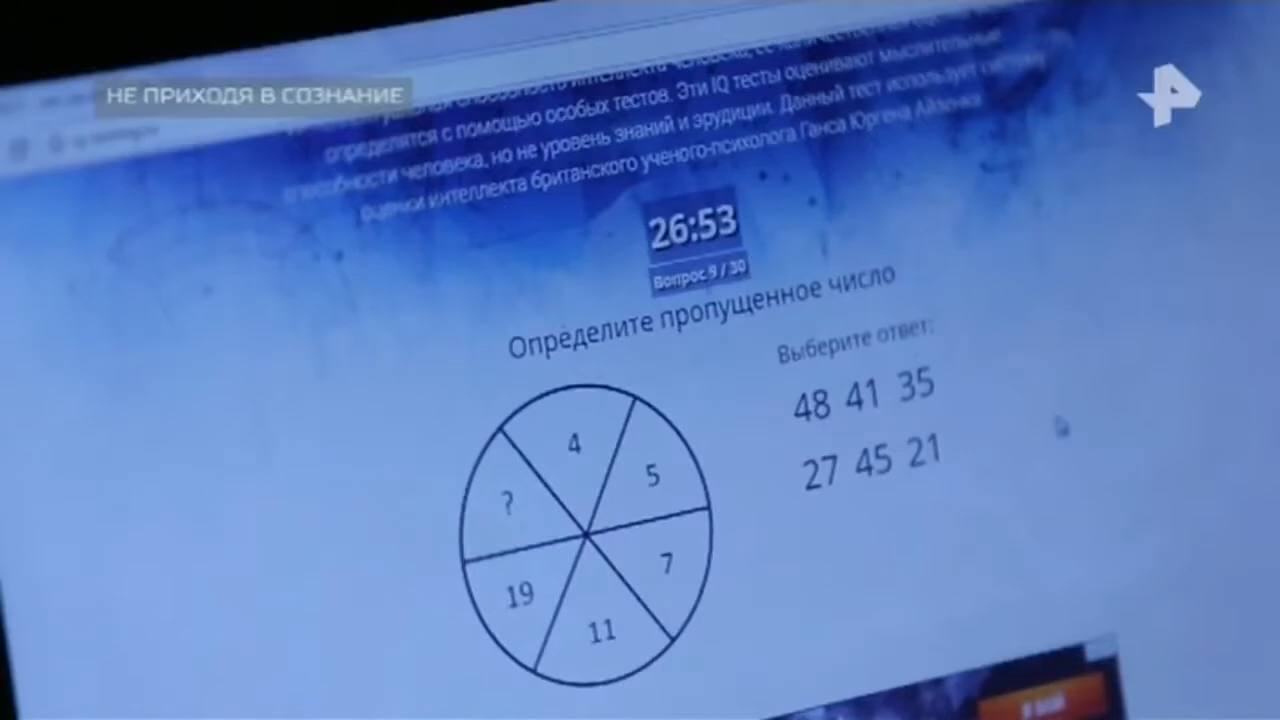 НЕ ПРИХОДЯ В СОЗНАНИЕ
определятся с помощью особых тестов. Эти IQ тесты оценивают мыслительные
способности человека, но не уровень знаний и эрудиции. Данный тест использует систему
оценки интеллекта британского ученого-психолога Ганса Юргена Айзенка
26:53
Вопрос 9 / 30
Определите пропущенное число
Выберите ответ:
48 41 35
27 45 21
4
5
?
7
19
11